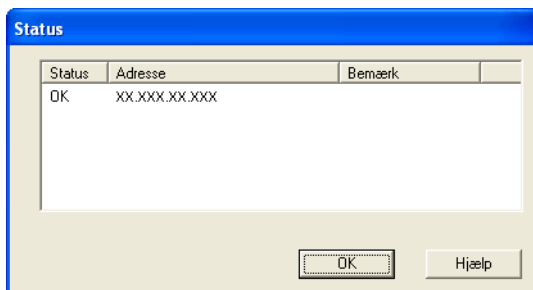 Status
Status Adresse Bemærk
OK XX.XXX.XX.XXX
OK Hjælp